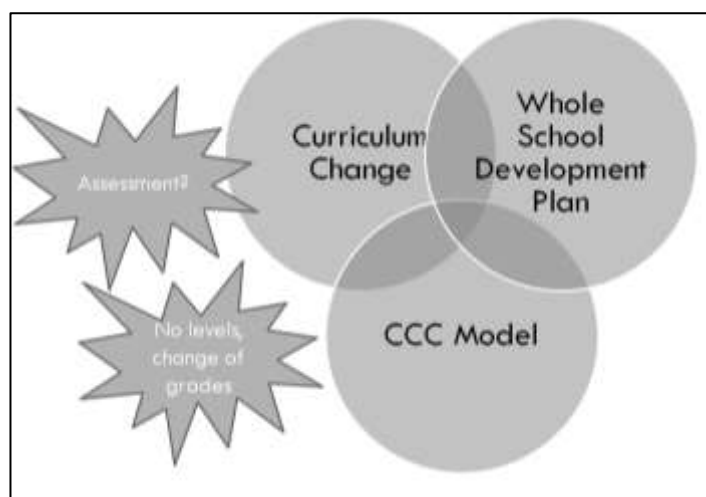 Curriculum
Change
Whole
School
Development
Plan
Assessment?
No levels,
change of
grades
CCC Model